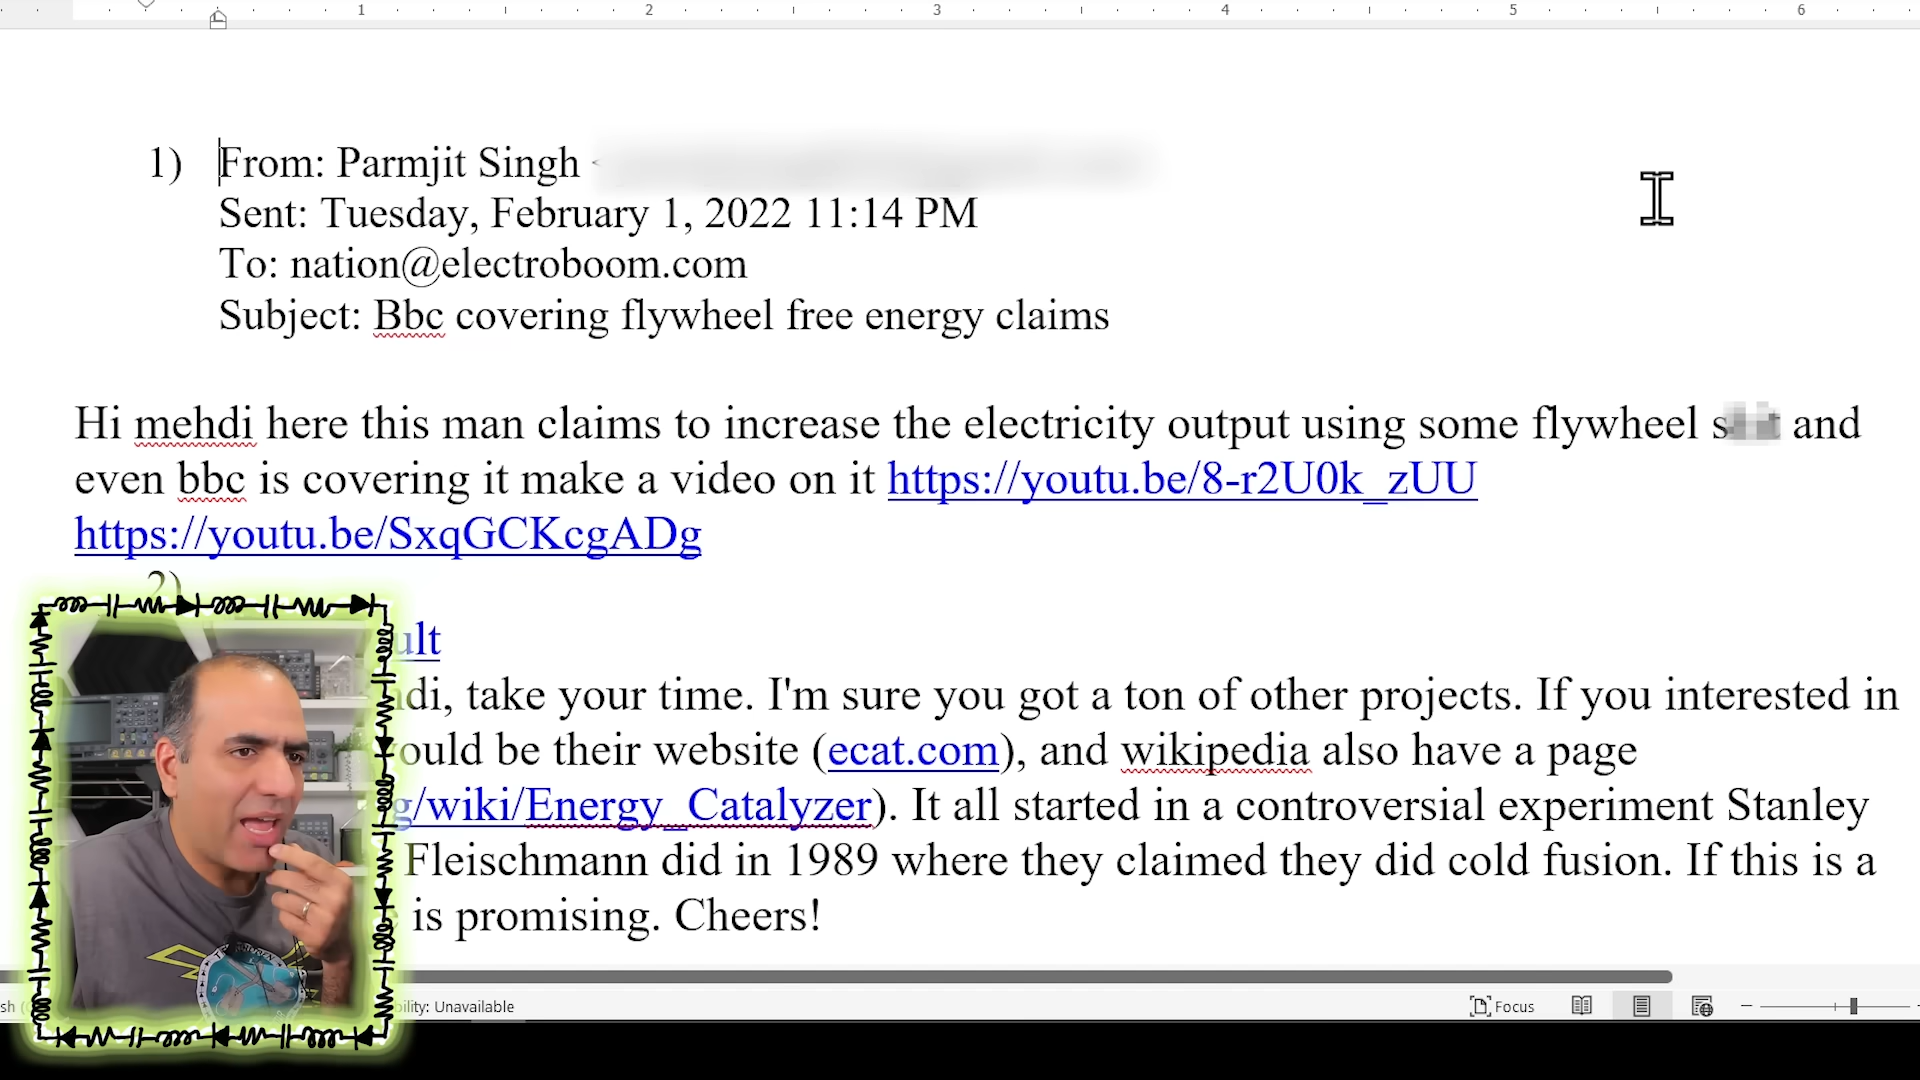 1 2 3 4 5 6
1) From: Parmjit Singh <
Sent: Tuesday, February 1, 2022 11:14 PM
To: nation@electroboom.com
Subject: Bbc covering flywheel free energy claims
Hi mehdi here this man claims to increase the electricity output using some flywheel and
even bbc is covering it make a video on it https://youtu.be/8-r2U0k_zUU
https://youtu.be/SxqGCKcgADg
2)
ult
di, take your time. I'm sure you got a ton of other projects. If you interested in
ould be their website (ecat.com), and wikipedia also have a page
g/wiki/Energy_Catalyzer). It all started in a controversial experiment Stanley
Fleischmann did in 1989 where they claimed they did cold fusion. If this is a
is promising. Cheers!
bility: Unavailable
Focus